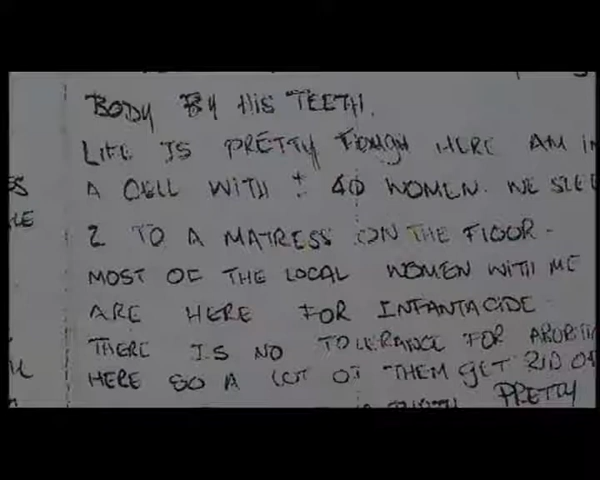 BODY BY HIS TEETH.
LIFE IS PRETTY TOUGH HERE AM IN
A CELL WITH ± 40 WOMEN. WE SLEE
2 TO A MATRESS ON THE FLOOR -
MOST OF THE LOCAL WOMEN WITH ME
ARE HERE FOR INFANTACIDE
THERE IS NO TOLERANCE FOR ABORTI
HERE SO A LOT OF THEM GET RID OF
PRETTY